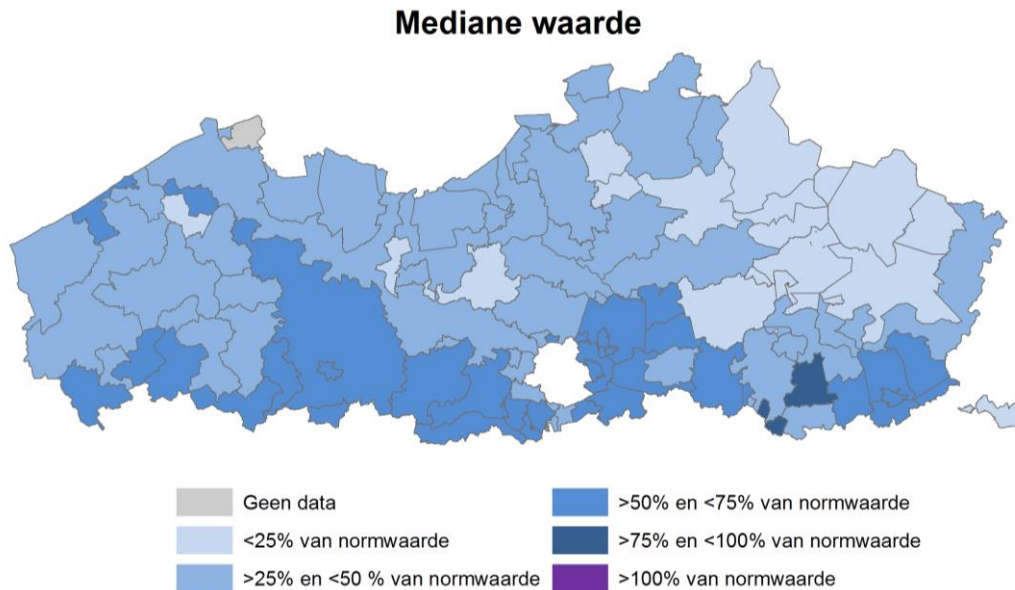 Mediane waarde
Geen data
<25% van normwaarde
>25% en <50 % van normwaarde
>50% en <75% van normwaarde
>75% en <100% van normwaarde
>100% van normwaarde